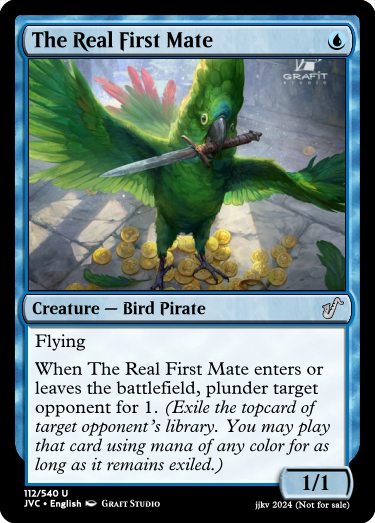 The Real First Mate
GRAFIT
STUDIO
Creature — Bird Pirate
Flying
When The Real First Mate enters or
leaves the battlefield, plunder target
opponent for 1. (Exile the topcard of
target opponent's library. You may play
that card using mana of any color for as
long as it remains exiled.)
1/1
112/540 U
JVC • English Graft Studio
jjkv 2024 (Not for sale)